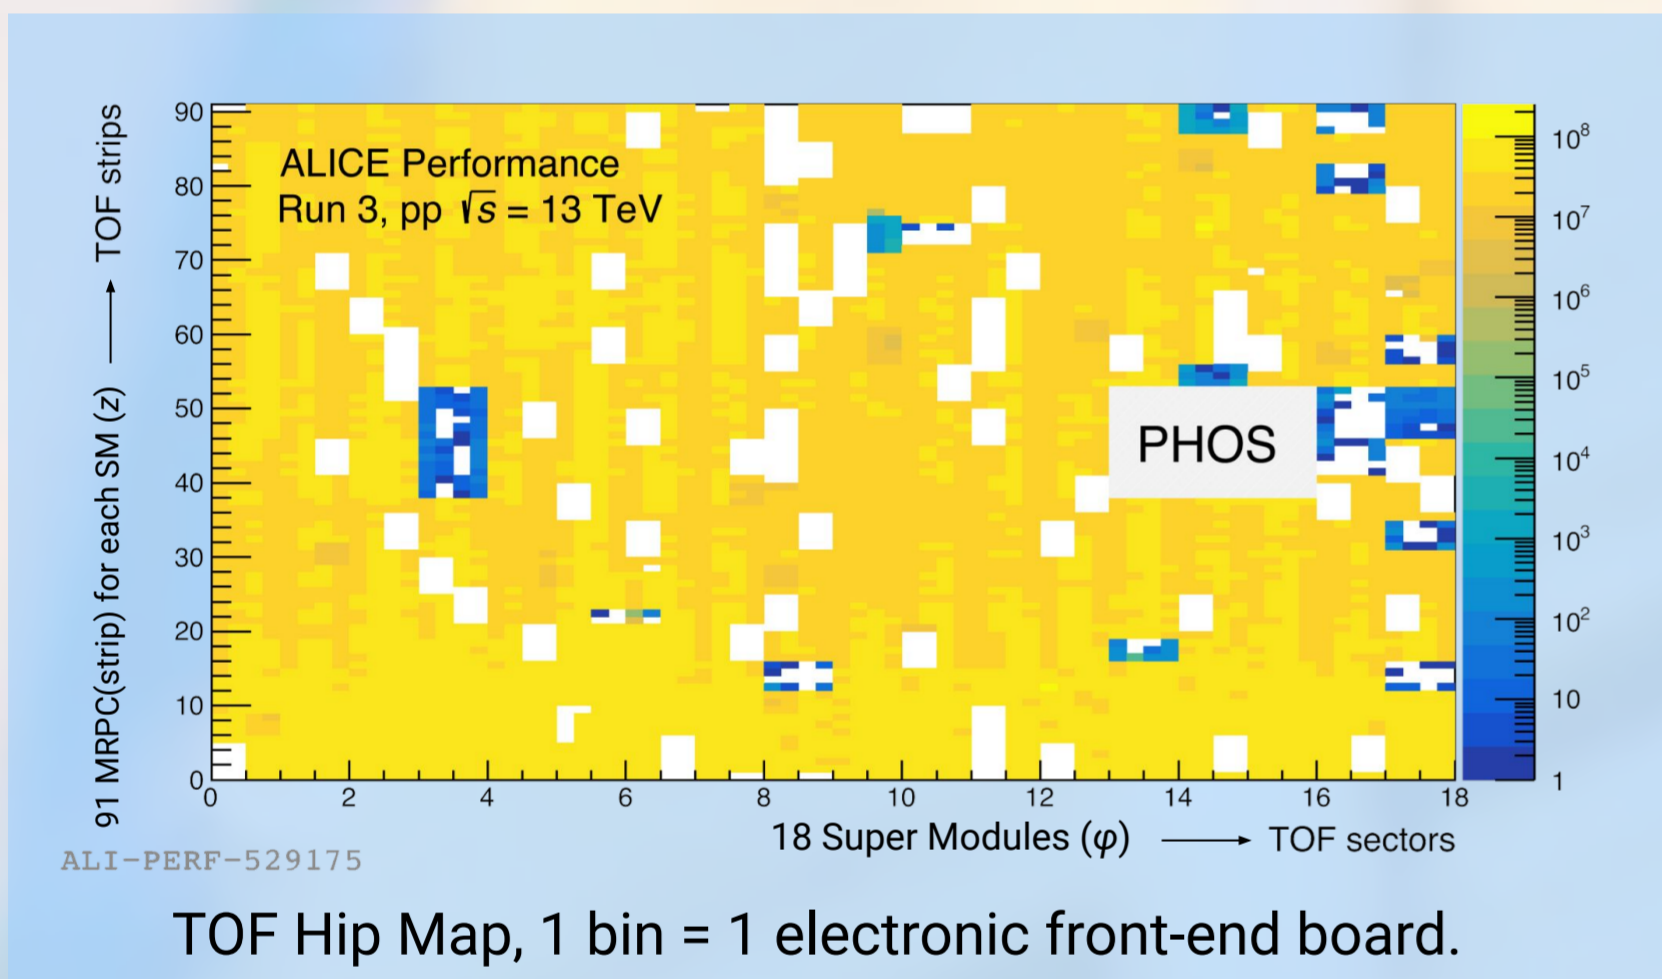 91 MRPC(strip) for each SM (z) ⟶ TOF strips
90
80
70
60
50
40
30
20
10
0
ALICE Performance
Run 3, pp √s = 13 TeV
PHOS
0 2 4 6 8 10 12 14 16 18
10⁸
10⁷
10⁶
10⁵
10⁴
10³
10²
10
1
18 Super Modules (φ) ⟶ TOF sectors
ALI-PERF-529175
TOF Hip Map, 1 bin = 1 electronic front-end board.